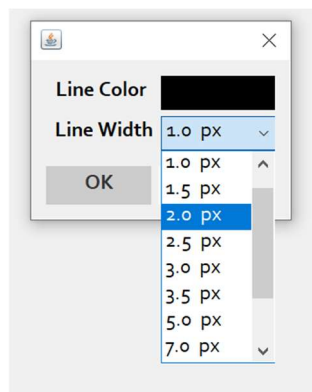 Line Color
Line Width 1.0 px
OK
1.0 px
1.5 px
2.0 px
2.5 px
3.0 px
3.5 px
5.0 px
7.0 px